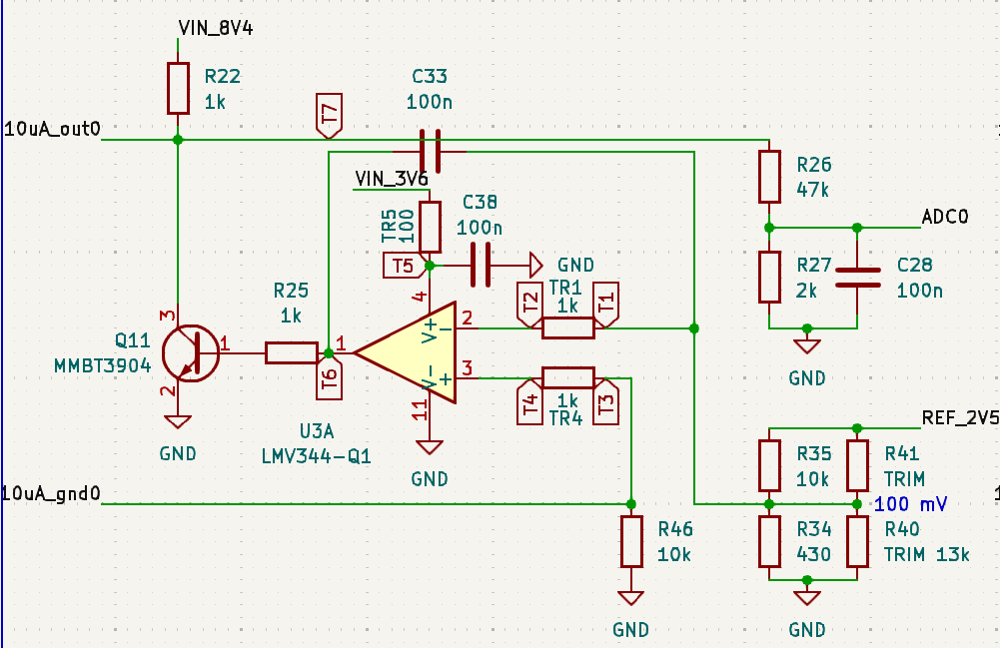 VIN_8V4
R22
1k
10uA_out0
T7
C33
100n
VIN_3V6
TR5
100
C38
100n
T5
GND
R26
47k
ADC0
R27
2k
C28
100n
GND
R25
1k
3
Q11
MMBT3904
1
2
GND
T6
1
U3A
LMV344-Q1
4
V+
V-
-
+
11
GND
2
3
T2
TR1
1k
T1
T4
1k
TR4
T3
10uA_gnd0
R46
10k
GND
REF_2V5
R35
10k
R41
TRIM
100 mV
R34
430
R40
TRIM 13k
GND
1
1